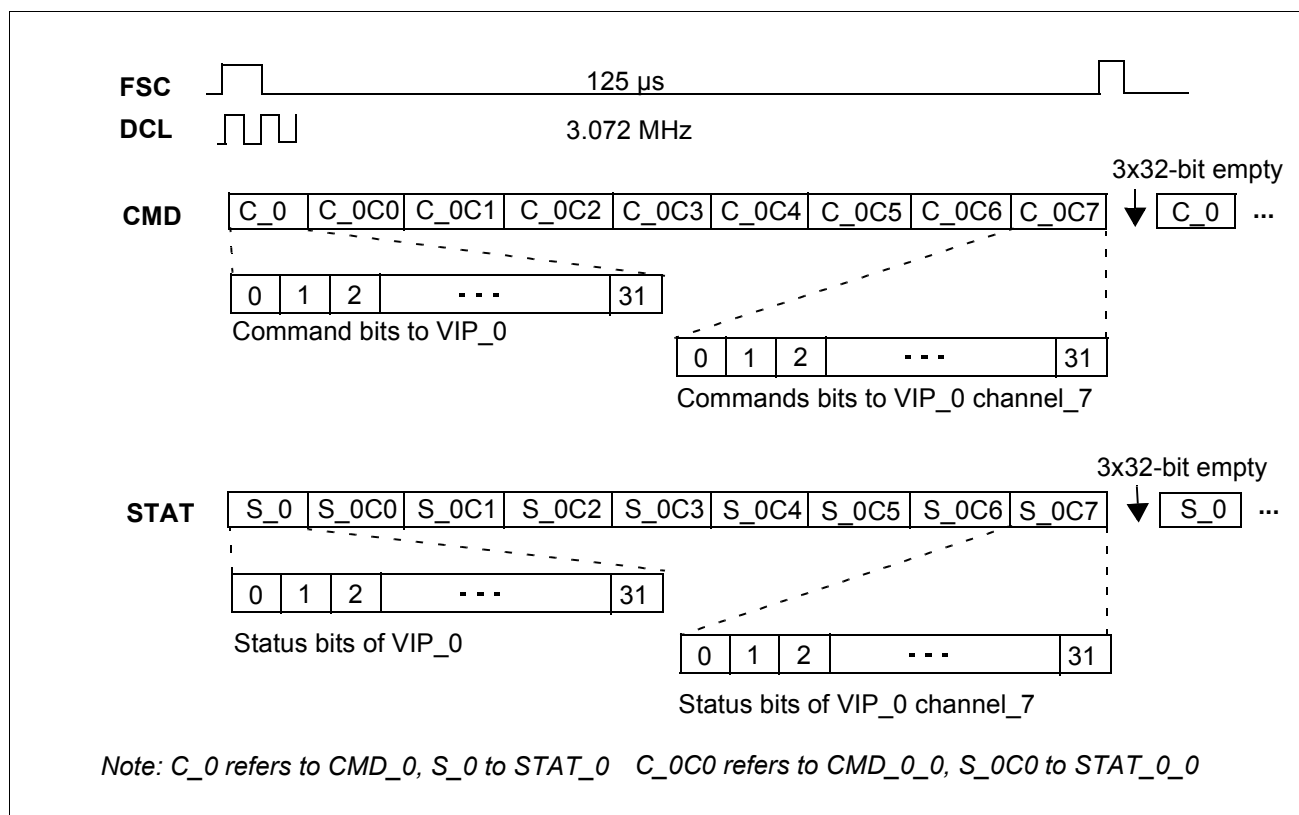 FSC 125 µs
DCL 3.072 MHz
3x32-bit empty
CMD C_0 C_0C0 C_0C1 C_0C2 C_0C3 C_0C4 C_0C5 C_0C6 C_0C7 C_0 ...
0 1 2 - - - 31
Command bits to VIP_0
0 1 2 - - - 31
Commands bits to VIP_0 channel_7
3x32-bit empty
STAT S_0 S_0C0 S_0C1 S_0C2 S_0C3 S_0C4 S_0C5 S_0C6 S_0C7 S_0 ...
0 1 2 - - - 31
Status bits of VIP_0
0 1 2 - - - 31
Status bits of VIP_0 channel_7
Note: C_0 refers to CMD_0, S_0 to STAT_0 C_0C0 refers to CMD_0_0, S_0C0 to STAT_0_0